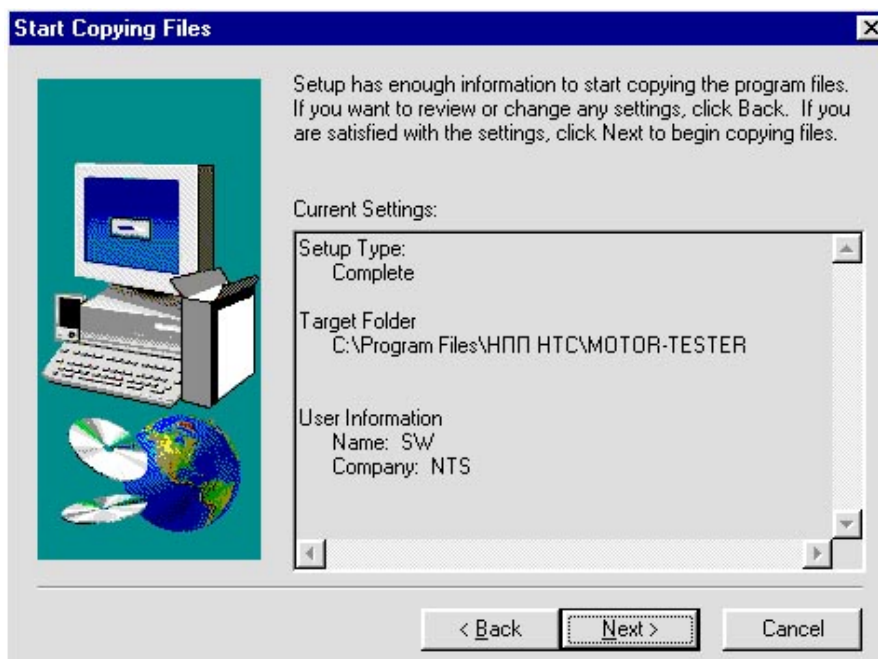 Start Copying Files
Setup has enough information to start copying the program files.
If you want to review or change any settings, click Back. If you
are satisfied with the settings, click Next to begin copying files.
Current Settings:
Setup Type:
Complete
Target Folder
C:\Program Files\НПП НТС\MOTOR-TESTER
User Information
Name: SW
Company: NTS
< Back
Next >
Cancel